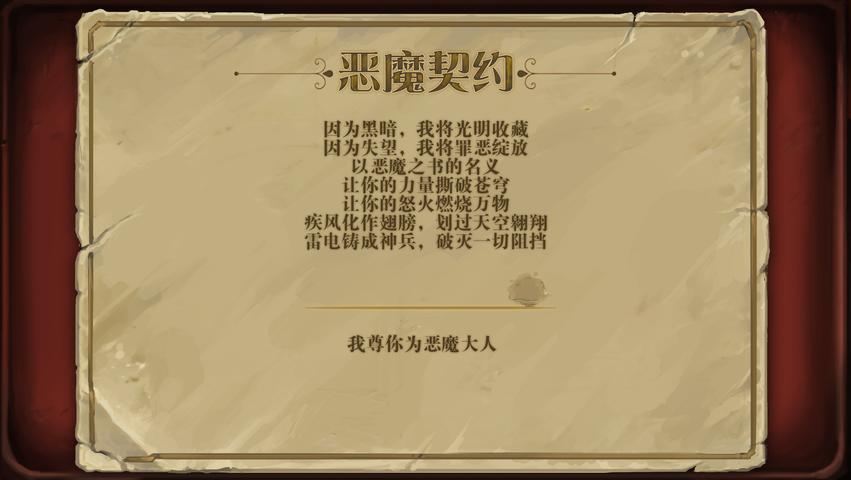 恶魔契约
因为黑暗，我将光明收藏
因为失望，我将罪恶绽放
以恶魔之书的名义
让你的力量撕破苍穹
让你的怒火燃烧万物
疾风化作翅膀，划过天空翱翔
雷电铸成神兵，破灭一切阻挡
我尊你为恶魔大人